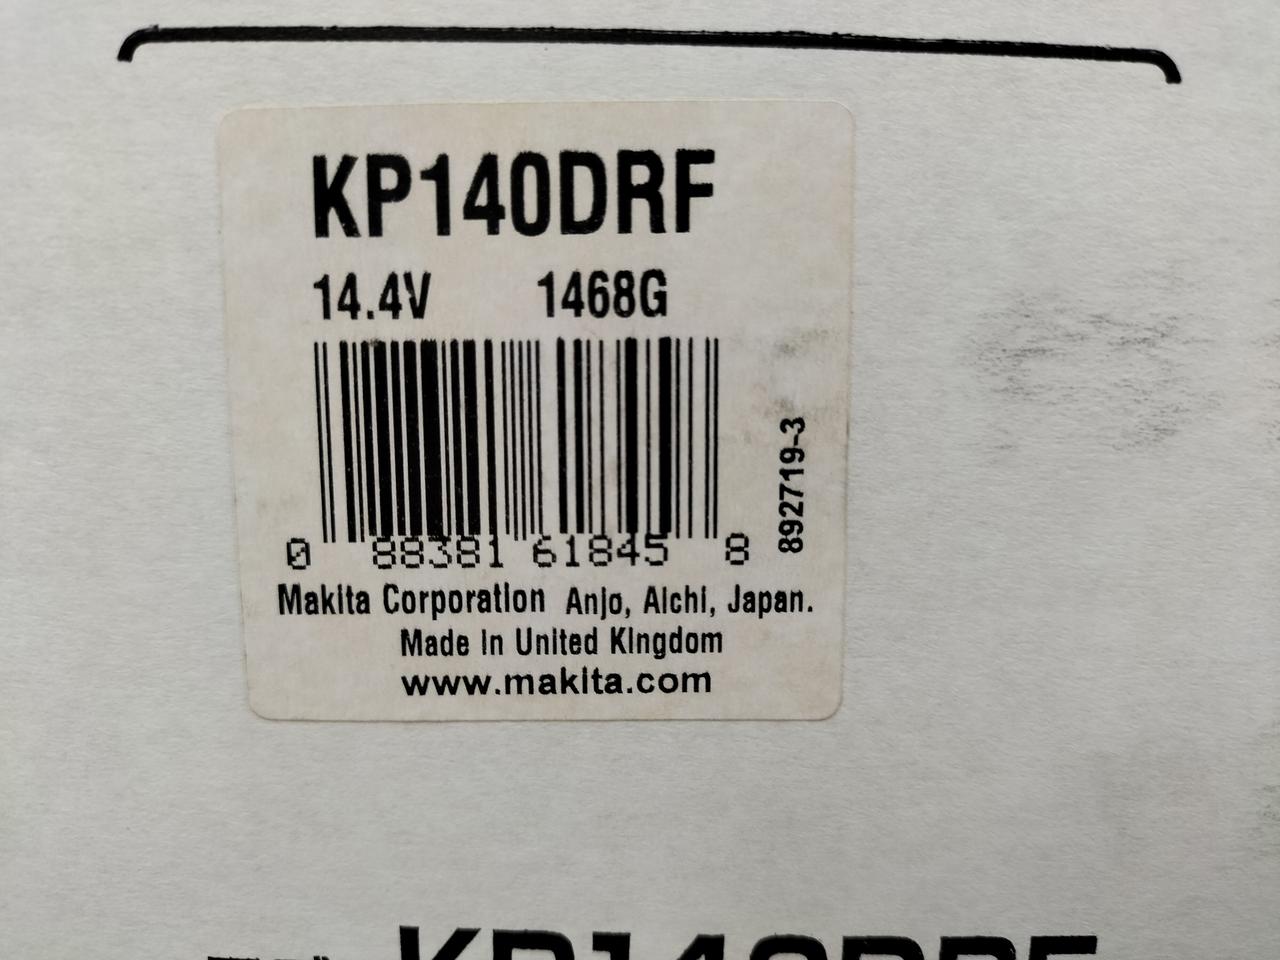 KP140DRF
14.4V 1468G
0 88381 61845 8
892719-3
Makita Corporation Anjo, Aichi, Japan.
Made in United Kingdom
www.makita.com
KP140DRF